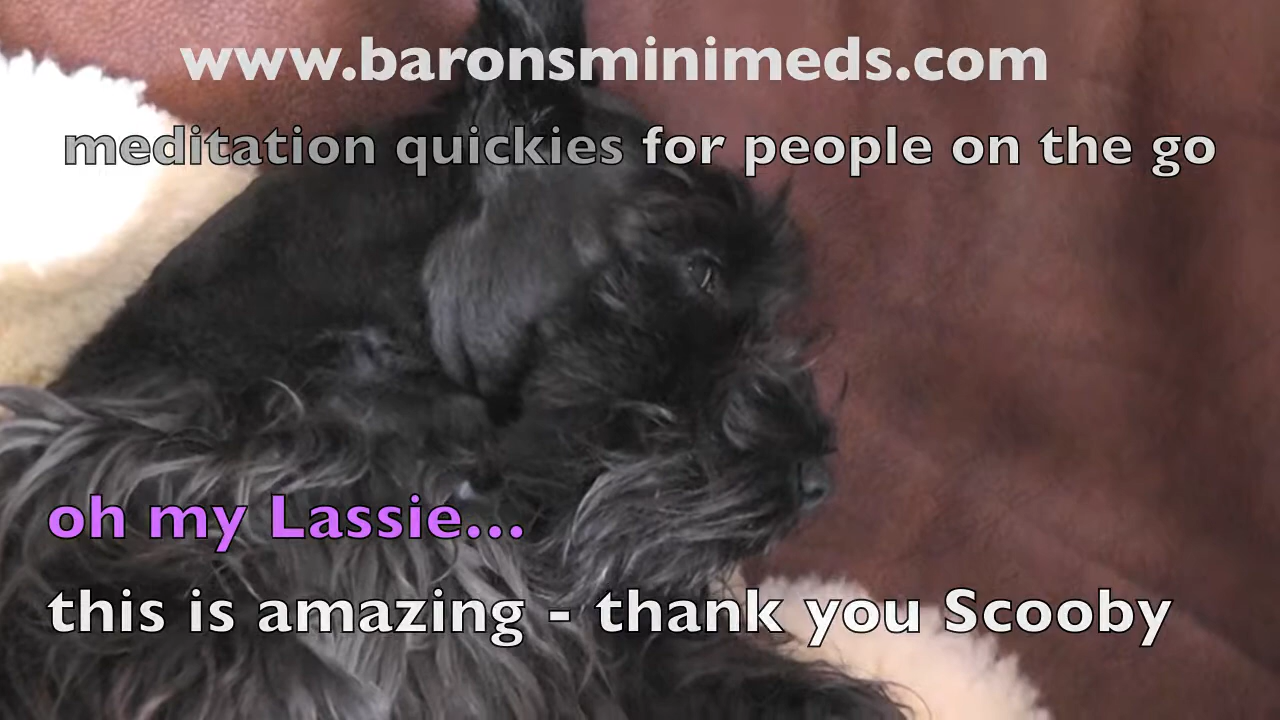 www.baronsminimeds.com
meditation quickies for people on the go
oh my Lassie...
this is amazing - thank you Scooby